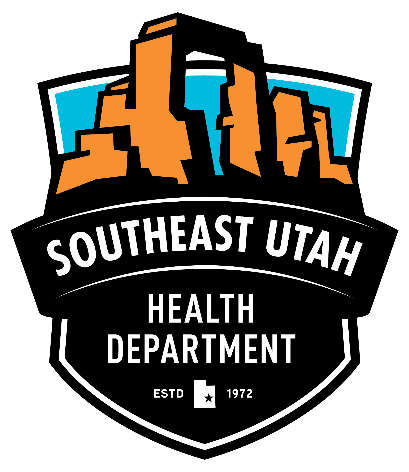 SOUTHEAST UTAH
HEALTH
DEPARTMENT
ESTD 1972